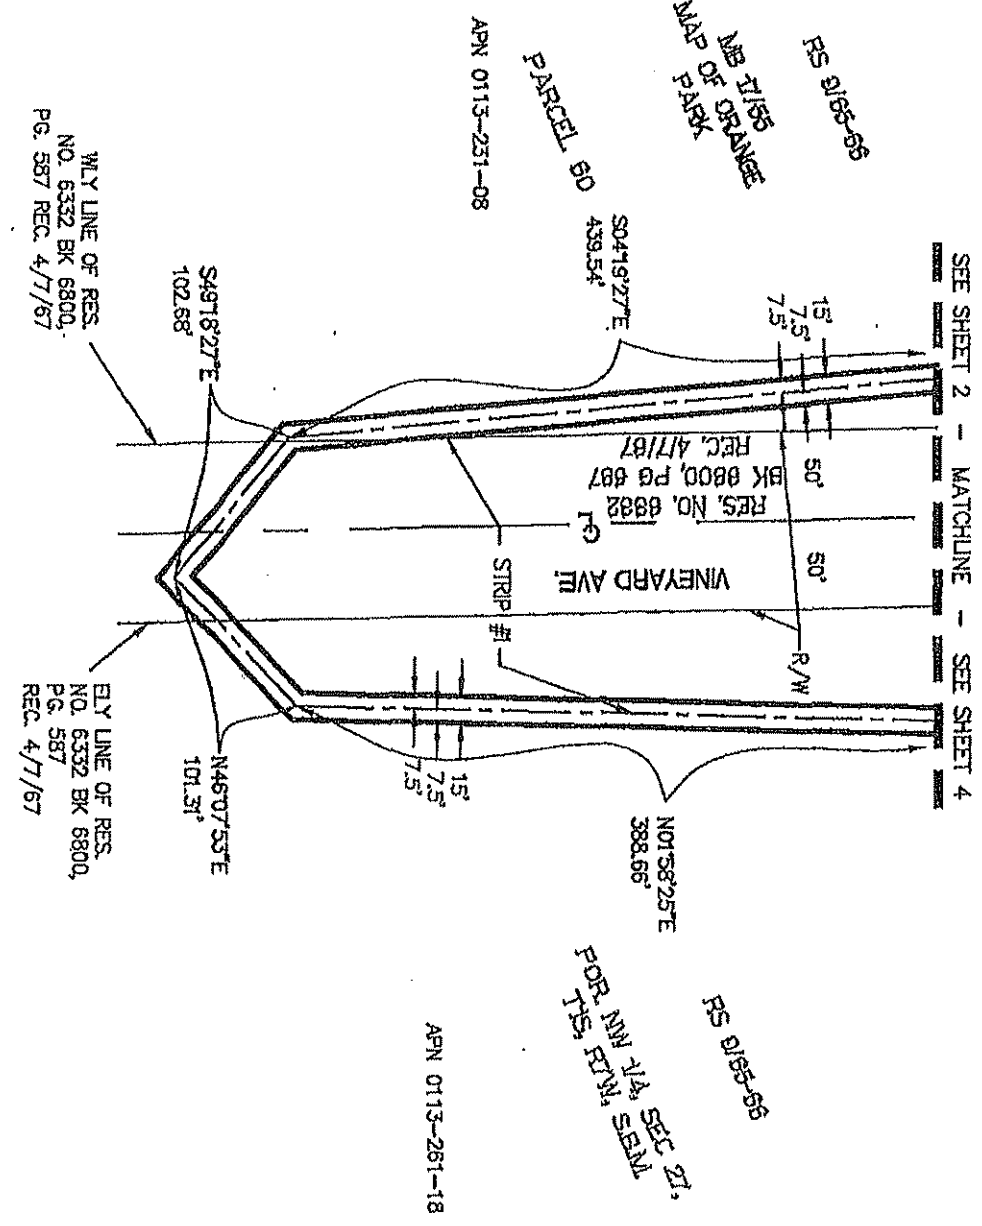 SEE SHEET 2 - MATCHLINE - SEE SHEET 4
RS 9/65-66
MB 17/55
MAP OF ORANGE
PARK
PARCEL 60
APN 0113-231-08
S04°19'27"E
439.54'
15'
7.5'
7.5'
50'
50'
RES. NO. 6332
BK 6800, PG 587
REC. 4/7/67
VINEYARD AVE.
CL
R/W
STRIP #1
S49°18'27"E
102.68'
WLY LINE OF RES.
NO. 6332 BK 6800,
PG. 587 REC. 4/7/67
15'
7.5'
7.5'
N01°58'25"E
388.66'
N46°07'53"E
101.31'
ELY LINE OF RES.
NO. 6332 BK 6800,
PG. 587
REC. 4/7/67
RS 9/65-66
POR. NW 1/4, SEC 27,
T1S, R7W, S.B.M.
APN 0113-261-18